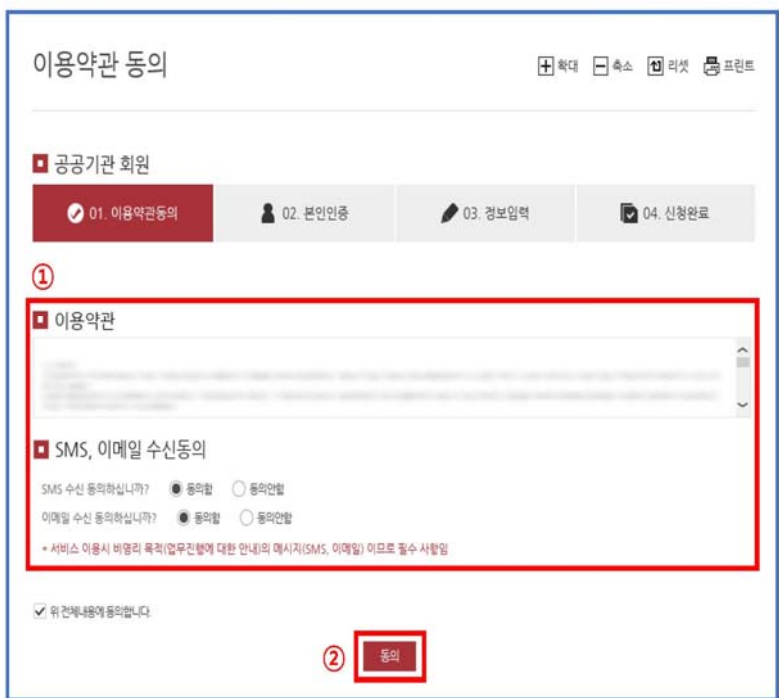 이용약관 동의
확대 축소 리셋 프린트
공공기관 회원
01. 이용약관동의 02. 본인인증 03. 정보입력 04. 신청완료
①
이용약관
SMS, 이메일 수신동의
SMS 수신 동의하십니까? 동의함 동의안함
이메일 수신 동의하십니까? 동의함 동의안함
* 서비스 이용시 비영리 목적(업무진행에 대한 안내)의 메시지(SMS, 이메일) 이므로 필수 사항임
위 전체내용에 동의합니다.
② 동의